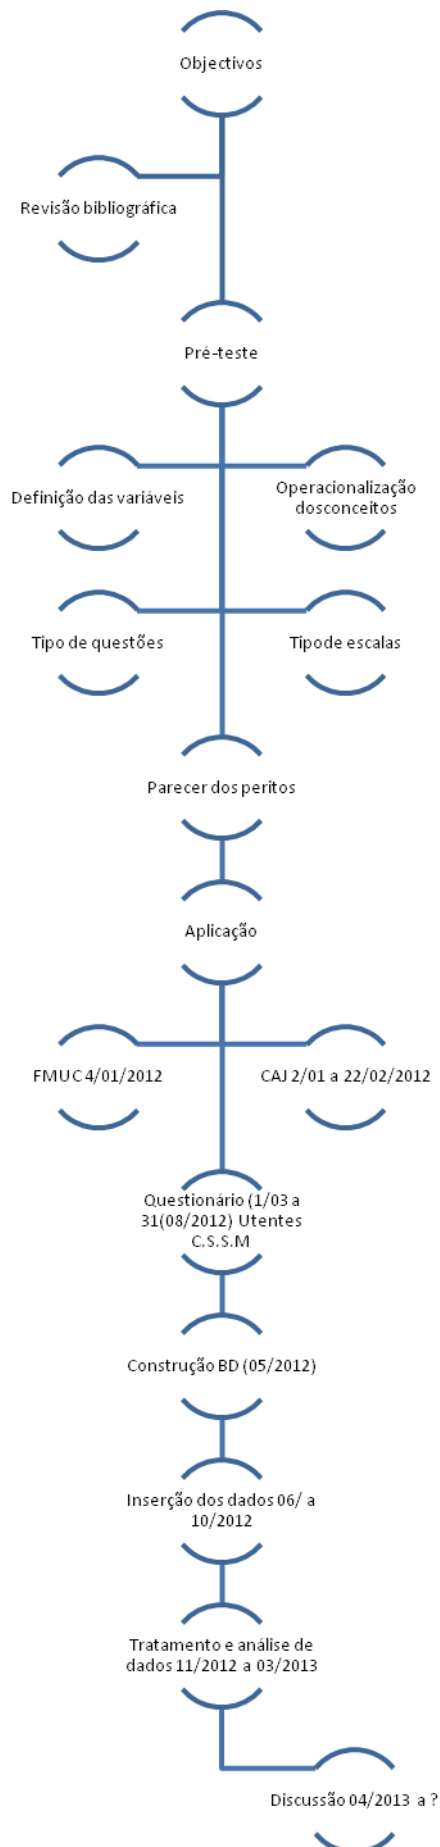 Objectivos
Revisão bibliográfica
Pré-teste
Definição das variáveis
Operacionalização
dosconceitos
Tipo de questões
Tipode escalas
Parecer dos peritos
Aplicação
FMUC 4/01/2012
CAJ 2/01 a 22/02/2012
Questionário (1/03 a
31(08/2012) Utentes
C.S.S.M
Construção BD (05/2012)
Inserção dos dados 06/ a
10/2012
Tratamento e análise de
dados 11/2012 a 03/2013
Discussão 04/2013 a ?